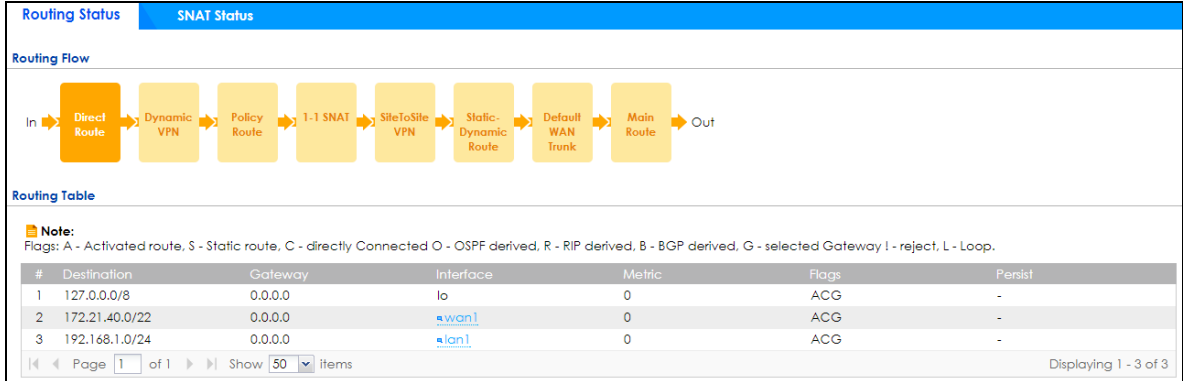 Routing Status SNAT Status
Routing Flow
In Direct Route Dynamic VPN Policy Route 1-1 SNAT SiteToSite VPN Static-Dynamic Route Default WAN Trunk Main Route Out
Routing Table
Note:
Flags: A - Activated route, S - Static route, C - directly Connected O - OSPF derived, R - RIP derived, B - BGP derived, G - selected Gateway ! - reject, L - Loop.
# Destination Gateway Interface Metric Flags Persist
1 127.0.0.0/8 0.0.0.0 lo 0 ACG -
2 172.21.40.0/22 0.0.0.0 wan1 0 ACG -
3 192.168.1.0/24 0.0.0.0 lan1 0 ACG -
Page 1 of 1 Show 50 items Displaying 1 - 3 of 3